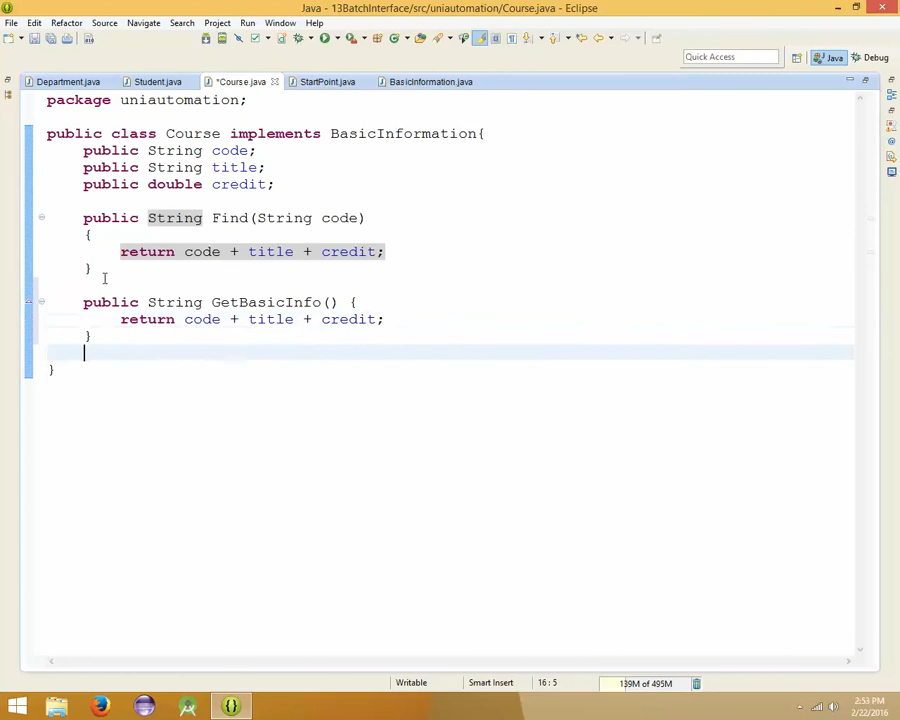 Java - 13BatchInterface/src/uniautomation/Course.java - Eclipse
File Edit Refactor Source Navigate Search Project Run Window Help
Quick Access Java Debug
Department.java Student.java *Course.java StartPoint.java BasicInformation.java
package uniautomation;
public class Course implements BasicInformation{
public String code;
public String title;
public double credit;
public String Find(String code)
{
return code + title + credit;
}
public String GetBasicInfo() {
return code + title + credit;
}
}
Writable Smart Insert 16 : 5 139M of 495M
2:53 PM
2/22/2016